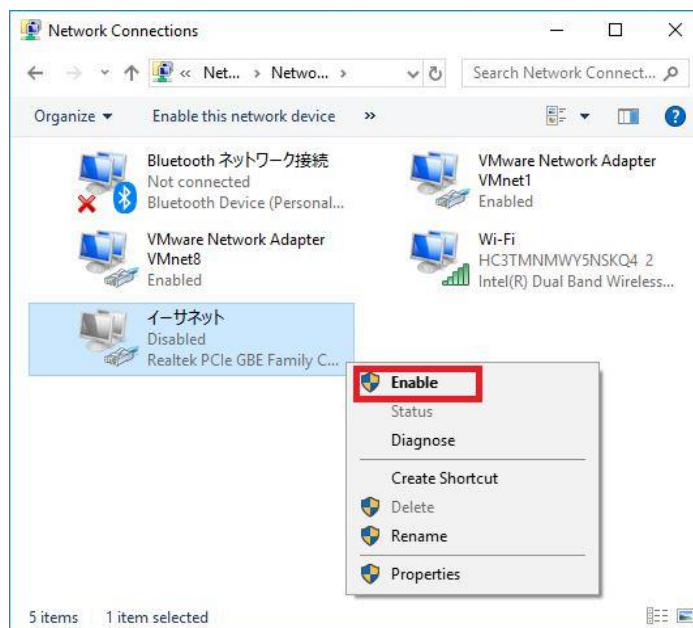 Network Connections
« Net... > Netwo... >
Search Network Connect...
Organize
Enable this network device
»
Bluetooth ネットワーク接続
Not connected
Bluetooth Device (Personal...
VMware Network Adapter
VMnet1
Enabled
VMware Network Adapter
VMnet8
Enabled
Wi-Fi
HC3TMNMWY5NSKQ4 2
Intel(R) Dual Band Wireless...
イーサネット
Disabled
Realtek PCIe GBE Family C...
Enable
Status
Diagnose
Create Shortcut
Delete
Rename
Properties
5 items
1 item selected